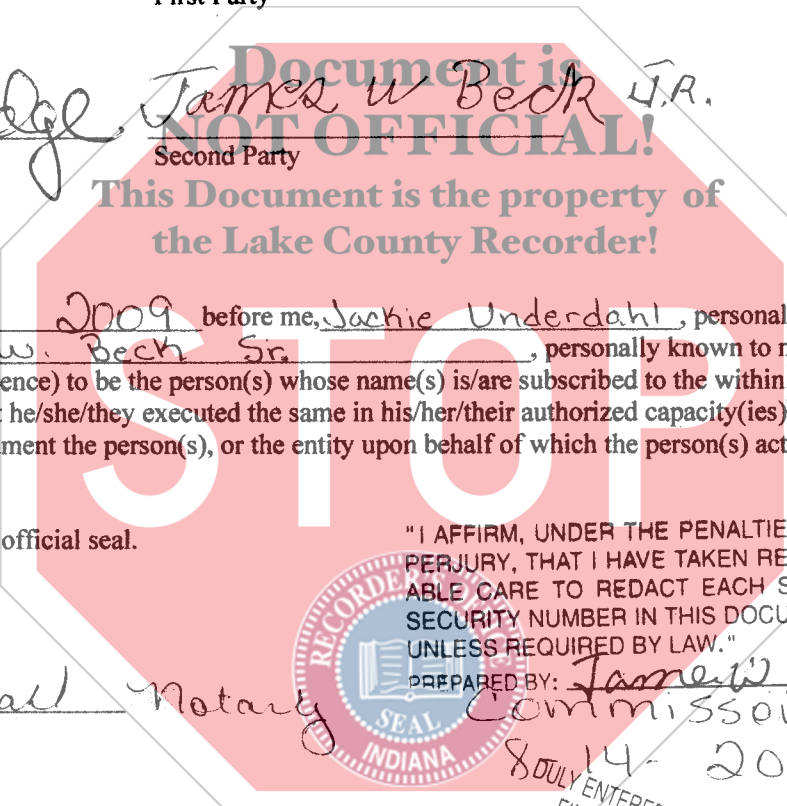 First Party
James W Beck J.R.
Second Party
Document is
NOT OFFICIAL!
This Document is the property of
the Lake County Recorder!
2009 before me, Jackie Underdahl, personal
W. Beck Sr. , personally known to m
ence) to be the person(s) whose name(s) is/are subscribed to the within
he/she/they executed the same in his/her/their authorized capacity(ies)
ment the person(s), or the entity upon behalf of which the person(s) act
STOP
official seal.
"I AFFIRM, UNDER THE PENALTIE
PERJURY, THAT I HAVE TAKEN RE
ABLE CARE TO REDACT EACH S
SECURITY NUMBER IN THIS DOCU
UNLESS REQUIRED BY LAW."
PREPARED BY: James W
Notary
RECORDER'S OFFICE
SEAL
INDIANA
Commisso
8 14- 20
DULY ENTERE